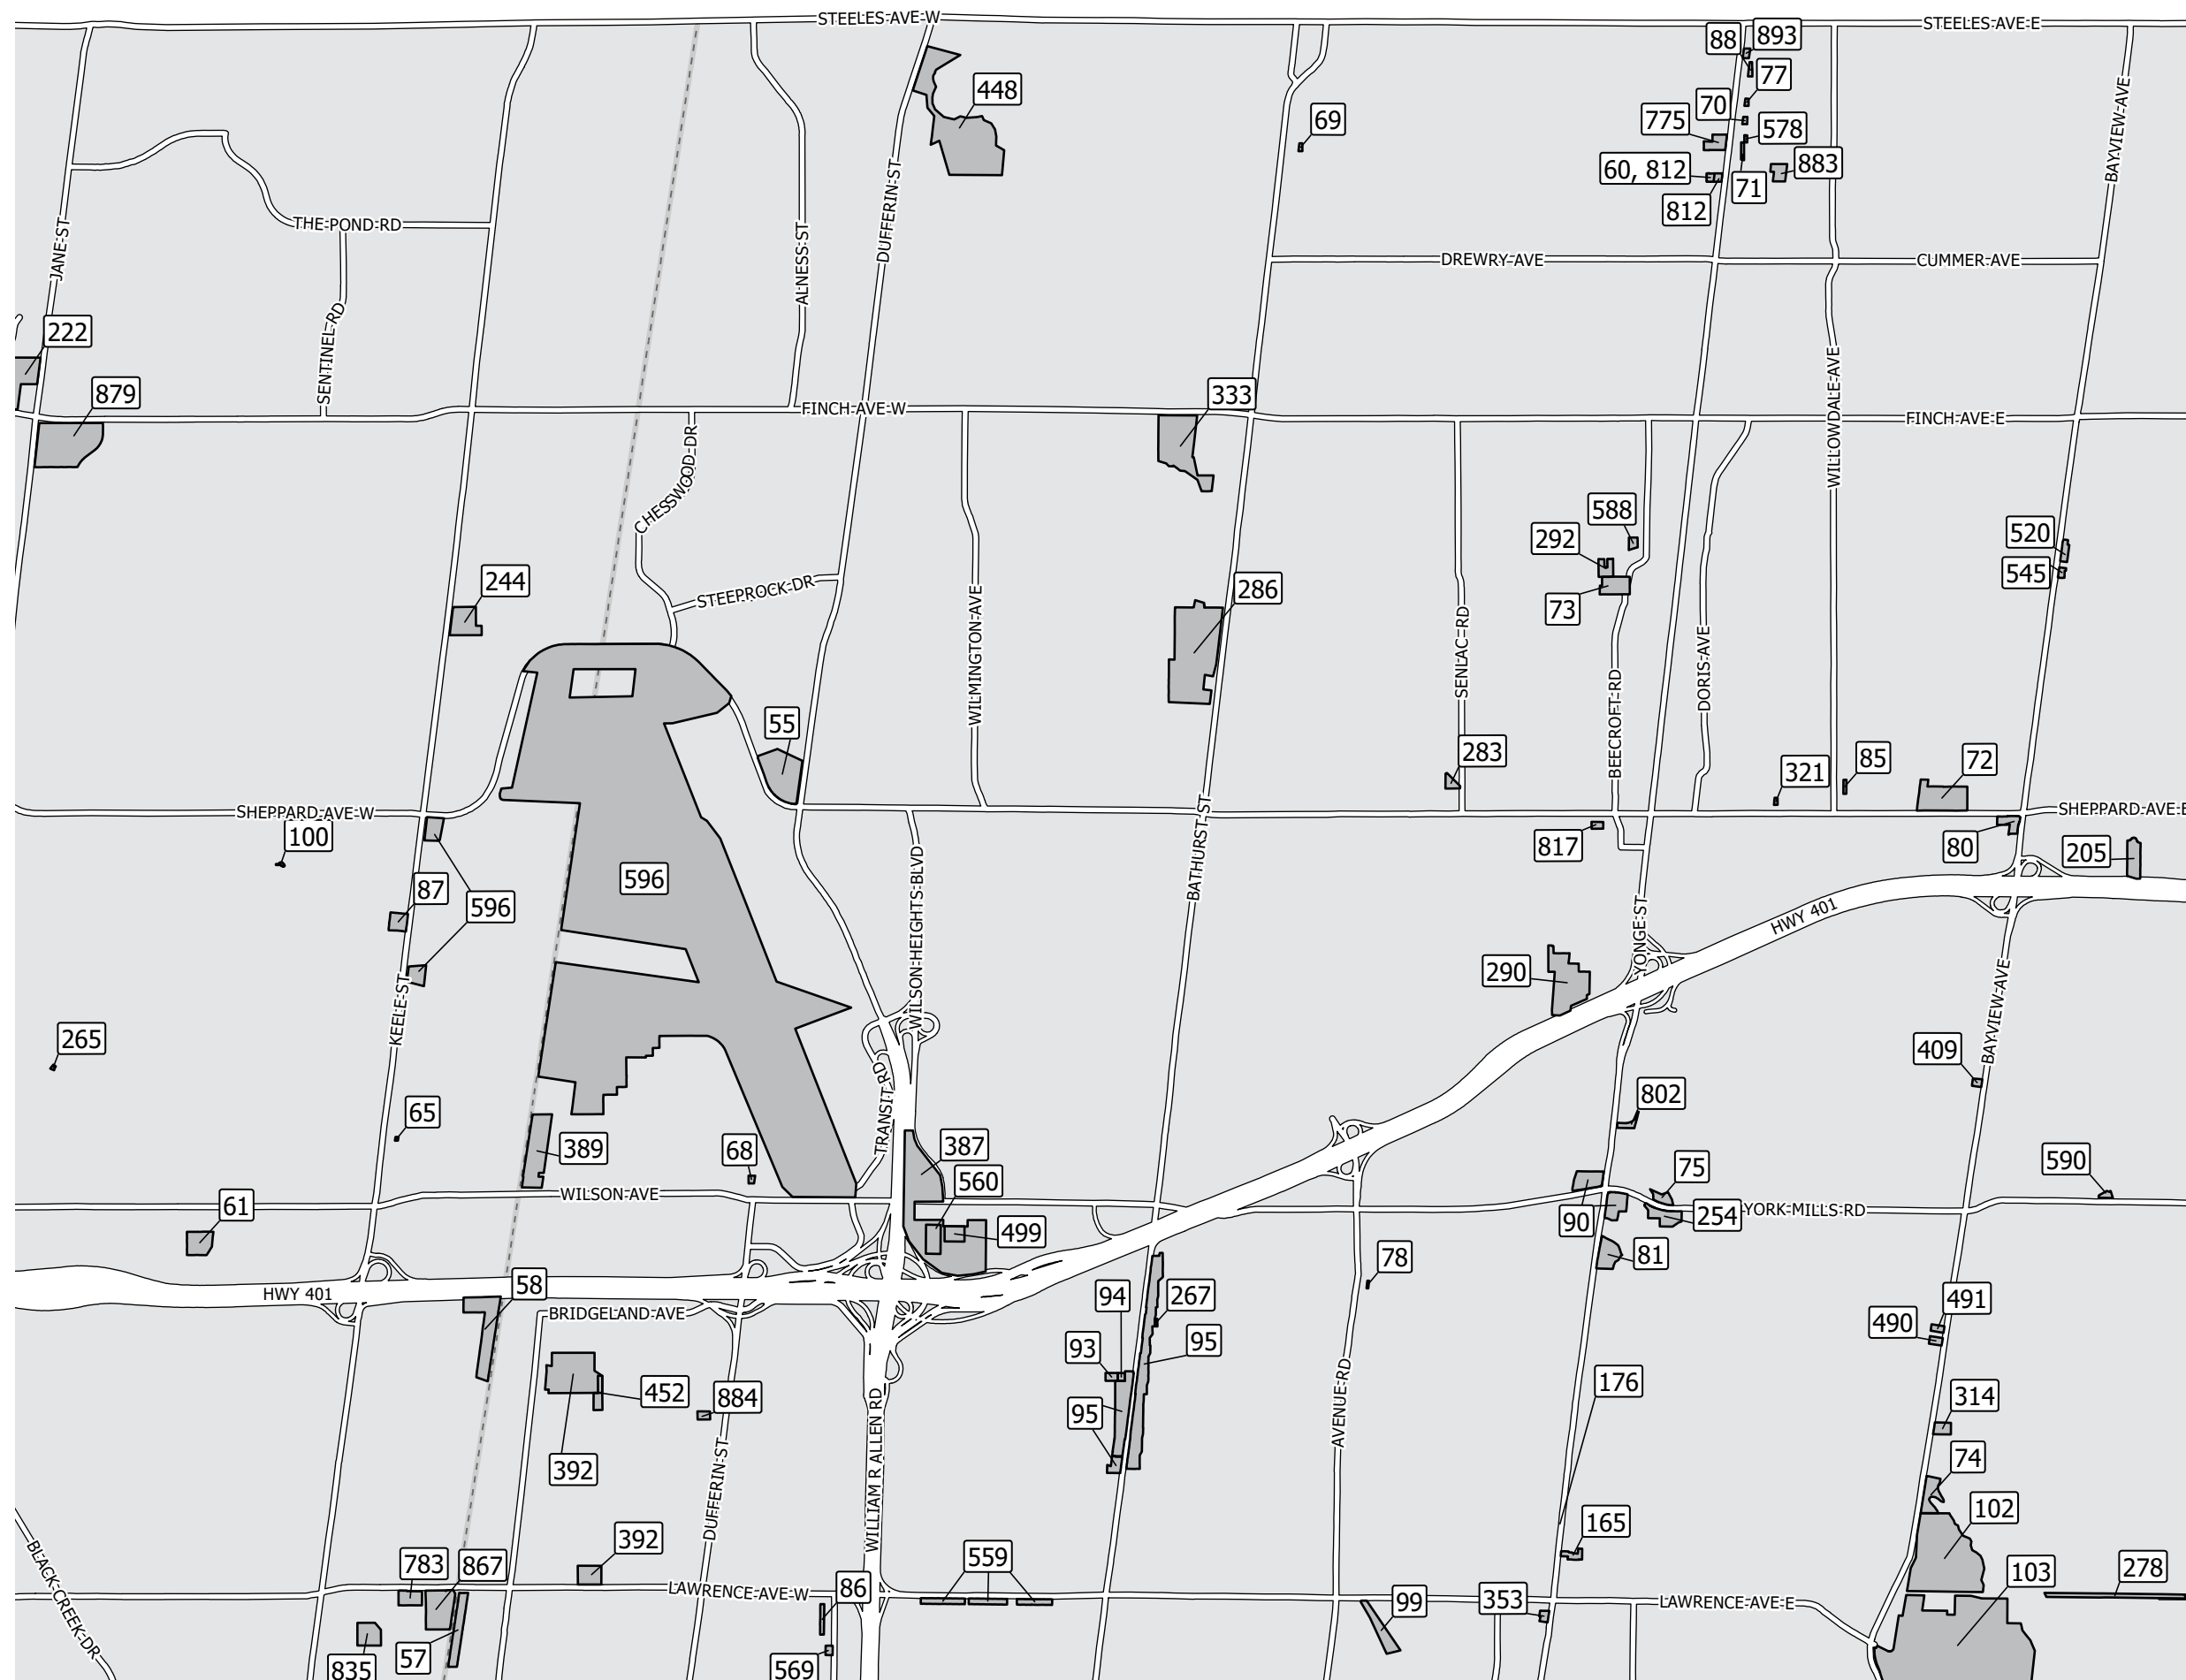 STEELES AVE W
STEELES AVE E
88
893
77
448
70
69
775
578
60, 812
883
71
812
BAYVIEW AVE
DUFFERIN ST
JANE ST
THE POND RD
ALNESS ST
DREWRY AVE
CUMMER AVE
222
SENTINEL RD
879
333
WILLOWDALE AVE
FINCH AVE W
FINCH AVE E
CHESSWOOD DR
588
292
520
545
244
STEEPROCK DR
286
73
WILMINGTON AVE
SENLAC RD
BEECROFT RD
DORIS AVE
55
283
321
85
72
SHEPPARD AVE W
SHEPPARD AVE E
100
BATHURST ST
817
80
205
87
596
596
WILSON HEIGHTS BLVD
YONGE ST
HWY 401
290
KEELE ST
265
BAYVIEW AVE
409
65
TRANSIT RD
802
389
68
387
560
75
590
WILSON AVE
61
YORK MILLS RD
90
254
499
81
78
58
HWY 401
BRIDGELAND AVE
94
267
491
490
93
95
176
452
884
95
AVENUE RD
314
WILLIAM R ALLEN RD
392
DUFFERIN ST
74
102
165
BLACK CREEK DR
783
867
392
559
103
278
86
LAWRENCE AVE W
99
353
LAWRENCE AVE E
57
835
569